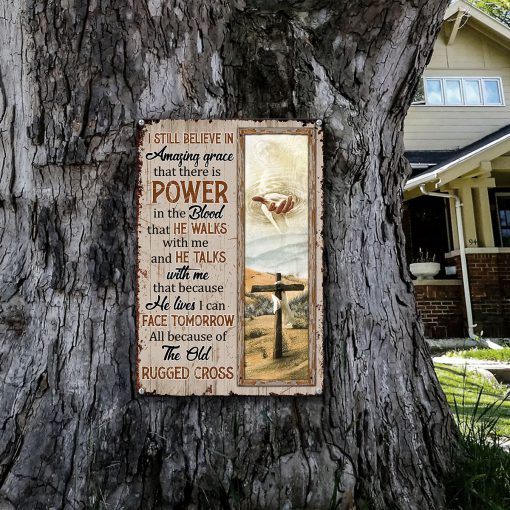 I STILL BELIEVE IN
Amazing grace
that there is
POWER
in the Blood
that HE WALKS
with me
and HE TALKS
with me
that because
He lives I can
FACE TOMORROW
All because of
The Old
RUGGED CROSS